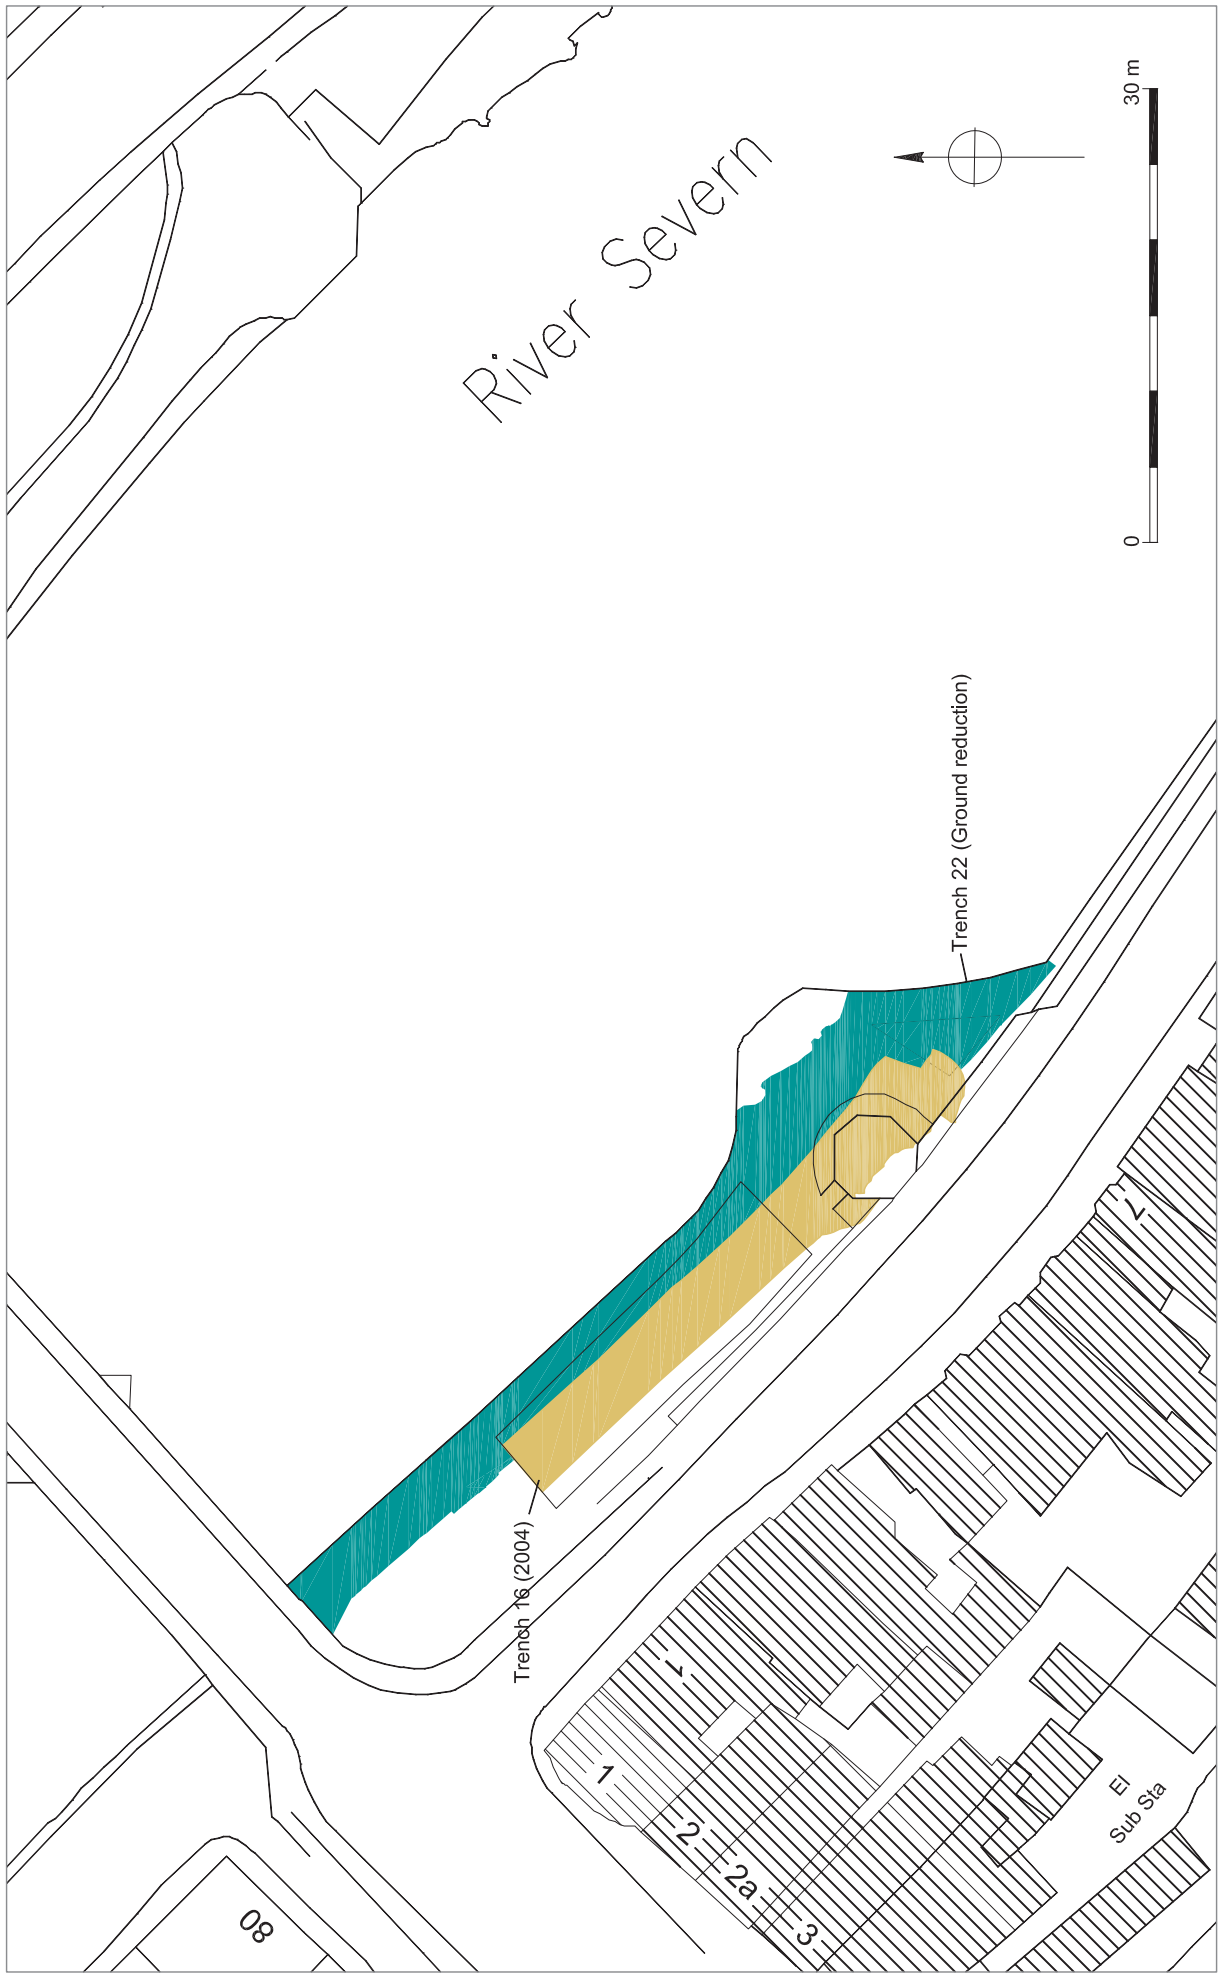 River Severn
30 m
0
Trench 22 (Ground reduction)
Trench 16 (2004)
7
1
1
2
2a
3
El
Sub Sta
80